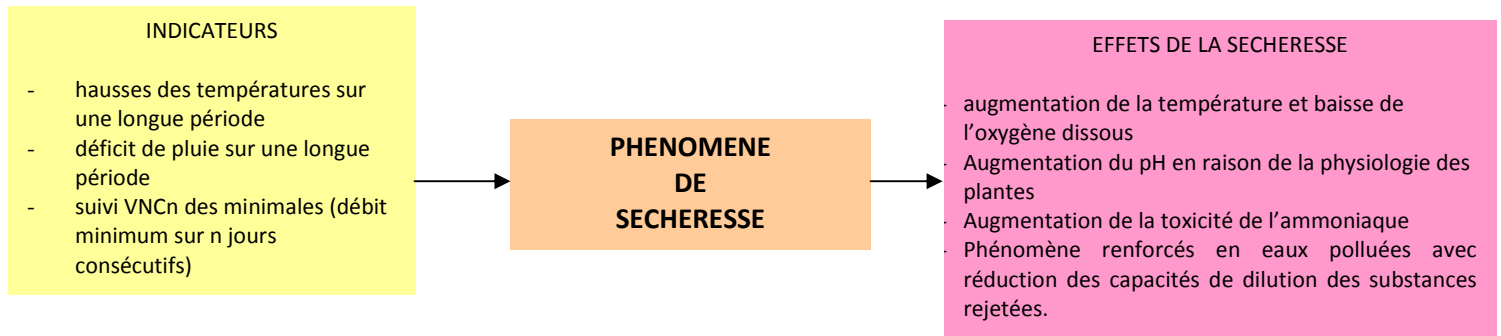 INDICATEURS
- hausses des températures sur
une longue période
- déficit de pluie sur une longue
période
- suivi VNCn des minimales (débit
minimum sur n jours
consécutifs)
PHENOMENE
DE
SECHERESSE
EFFETS DE LA SECHERESSE
- augmentation de la température et baisse de
l’oxygène dissous
- Augmentation du pH en raison de la physiologie des
plantes
- Augmentation de la toxicité de l’ammoniaque
- Phénomène renforcés en eaux polluées avec
réduction des capacités de dilution des substances
rejetées.